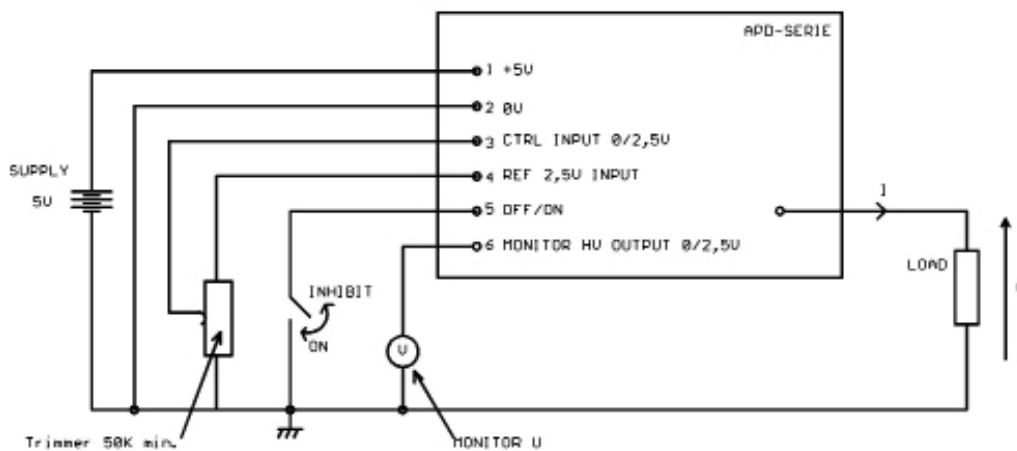 APD-SERIE
1 +5V
2 0V
3 CTRL INPUT 0/2,5V
4 REF 2,5V INPUT
5 OFF/ON
6 MONITOR HV OUTPUT 0/2,5V
SUPPLY
5V
I
LOAD
INHIBIT
ON
V
Trimmer 50K min.
MONITOR U